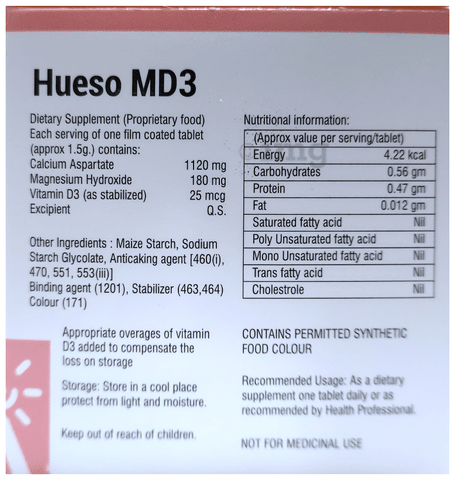 Hueso MD3
Dietary Supplement (Proprietary food)
Each serving of one film coated tablet
(approx 1.5g.) contains:
Calcium Aspartate 1120 mg
Magnesium Hydroxide 180 mg
Vitamin D3 (as stabilized) 25 mcg
Excipient Q.S.
Other Ingredients : Maize Starch, Sodium
Starch Glycolate, Anticaking agent [460(i),
470, 551, 553(iii)]
Binding agent (1201), Stabilizer (463,464)
Colour (171)
Appropriate overages of vitamin
D3 added to compensate the
loss on storage
Storage: Store in a cool place
protect from light and moisture.
Keep out of reach of children.
Nutritional information:
(Approx value per serving/tablet)
Energy 4.22 kcal
Carbohydrates 0.56 gm
Protein 0.47 gm
Fat 0.012 gm
Saturated fatty acid Nil
Poly Unsaturated fatty acid Nil
Mono Unsaturated fatty acid Nil
Trans fatty acid Nil
Cholestrole Nil
CONTAINS PERMITTED SYNTHETIC
FOOD COLOUR
Recommended Usage: As a dietary
supplement one tablet daily or as
recommended by Health Professional.
NOT FOR MEDICINAL USE